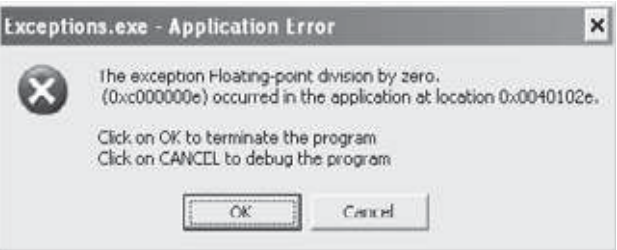 Exceptions.exe - Application Error
The exception Floating-point division by zero.
(0xc000000e) occurred in the application at location 0x0040102e.
Click on OK to terminate the program
Click on CANCEL to debug the program
OK
Cancel